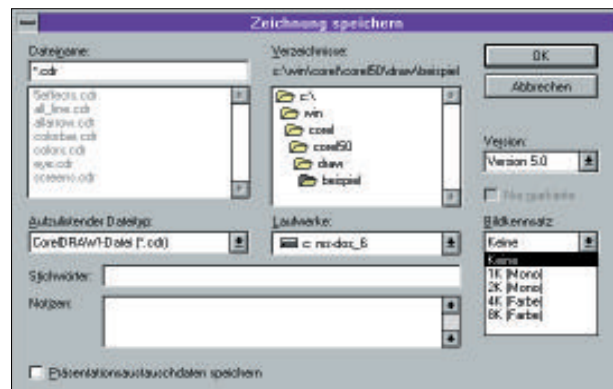 Zeichnung speichern
Dateiname:
*.cdr
5effects.cdr
all_line.cdr
allarrow.cdr
colorbar.cdr
colors.cdr
eye.cdr
screens.cdr
Aufzulistender Dateityp:
CorelDRAW!-Datei (*.cdr)
Verzeichnisse:
c:\win\corel\corel50\draw\beispiel
c:\
win
corel
corel50
draw
beispiel
Laufwerke:
c: ms-dos_6
OK
Abbrechen
Version:
Version 5.0
Bildkennsatz:
Keine
Keine
1K (Mono)
2K (Mono)
4K (Farbe)
8K (Farbe)
Stichwörter:
Notizen:
Präsentationsaustauschdaten speichern